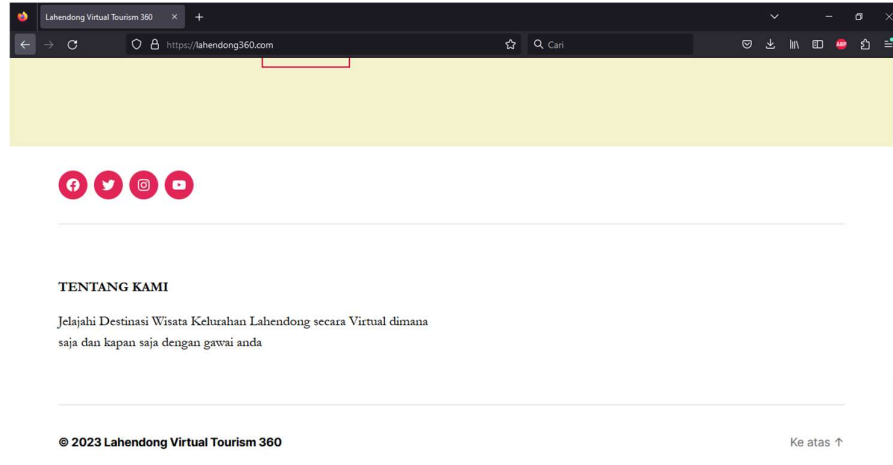 Lahendong Virtual Tourism 360
https://lahendong360.com
Cari
ABP
TENTANG KAMI
Jelajahi Destinasi Wisata Kelurahan Lahendong secara Virtual dimana
saja dan kapan saja dengan gawai anda
© 2023 Lahendong Virtual Tourism 360
Ke atas ↑